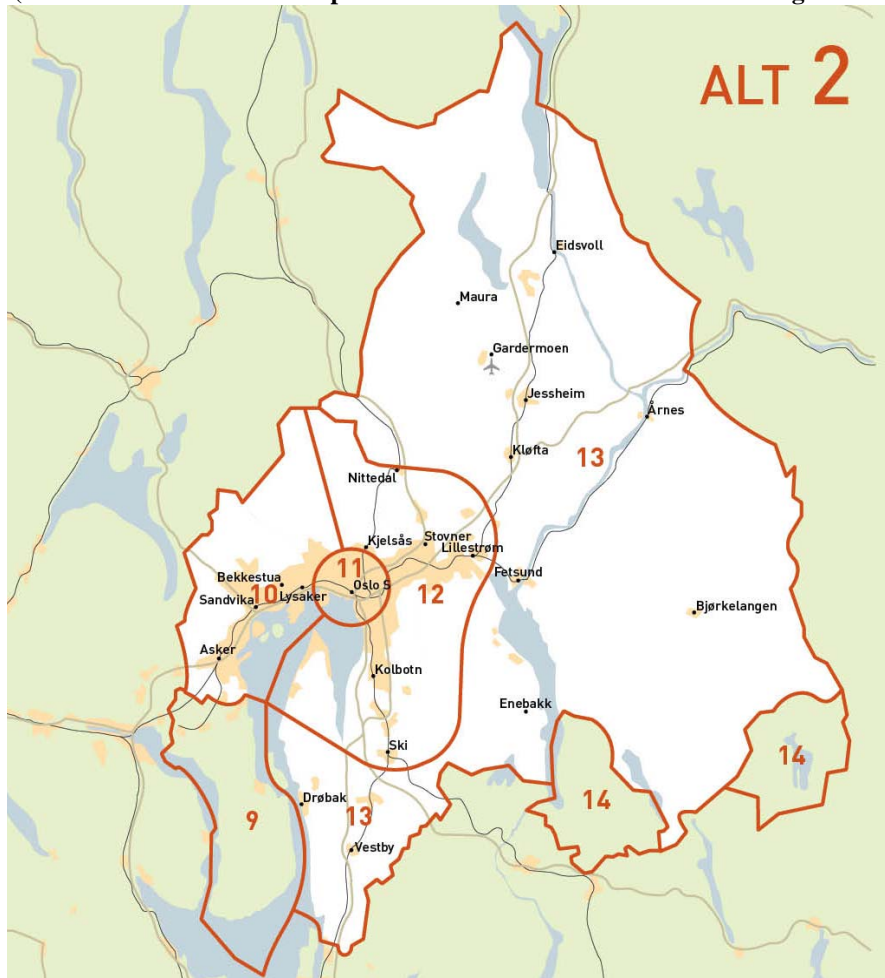 ALT 2
Eidsvoll
Maura
Gardermoen
Jessheim
Årnes
Kløfta
13
Nittedal
Kjelsås
Stovner
Lillestrøm
11
Fetsund
Bekkestua
Oslo S
10
Lysaker
12
Sandvika
Bjørkelangen
Asker
Kolbotn
Enebakk
Ski
14
14
Drøbak
9
13
Vestby